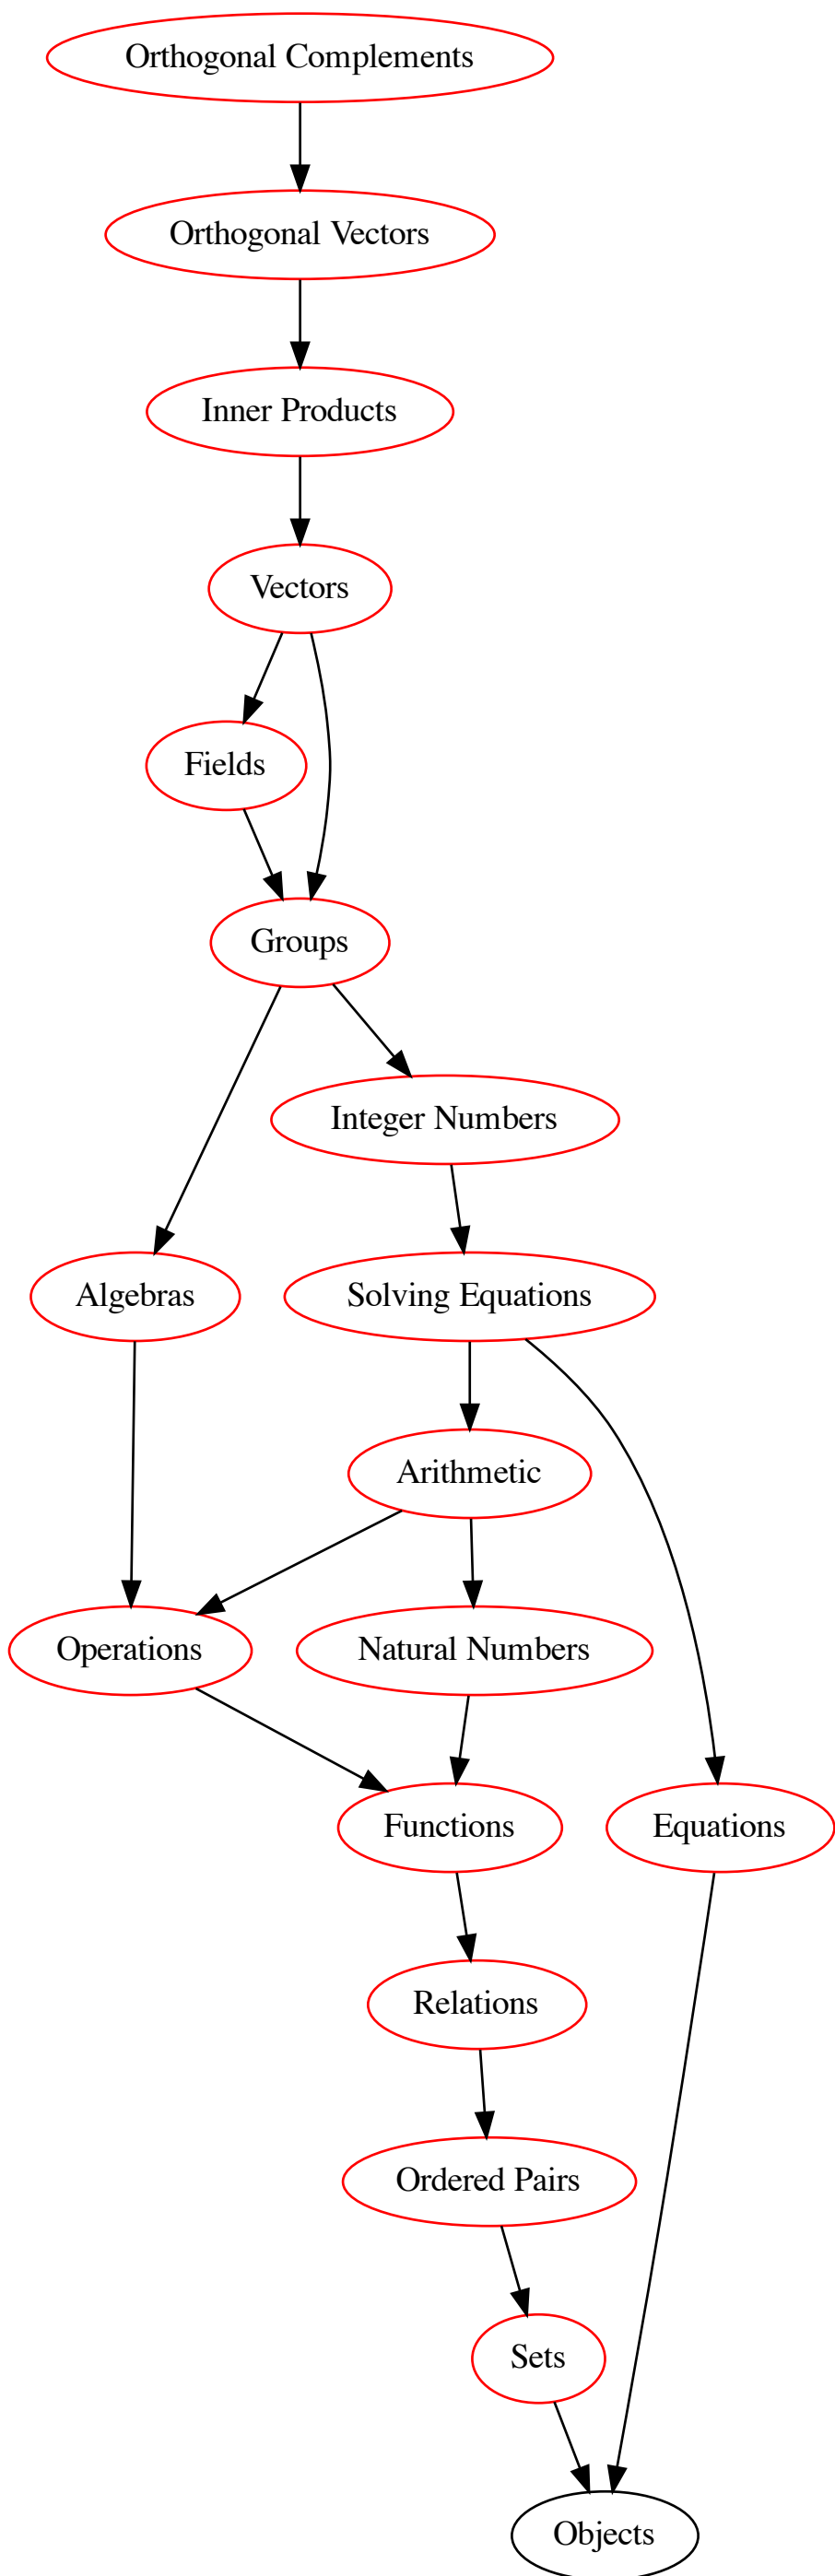 Orthogonal Complements
Orthogonal Vectors
Inner Products
Vectors
Fields
Groups
Integer Numbers
Algebras
Solving Equations
Arithmetic
Operations
Natural Numbers
Functions
Equations
Relations
Ordered Pairs
Sets
Objects